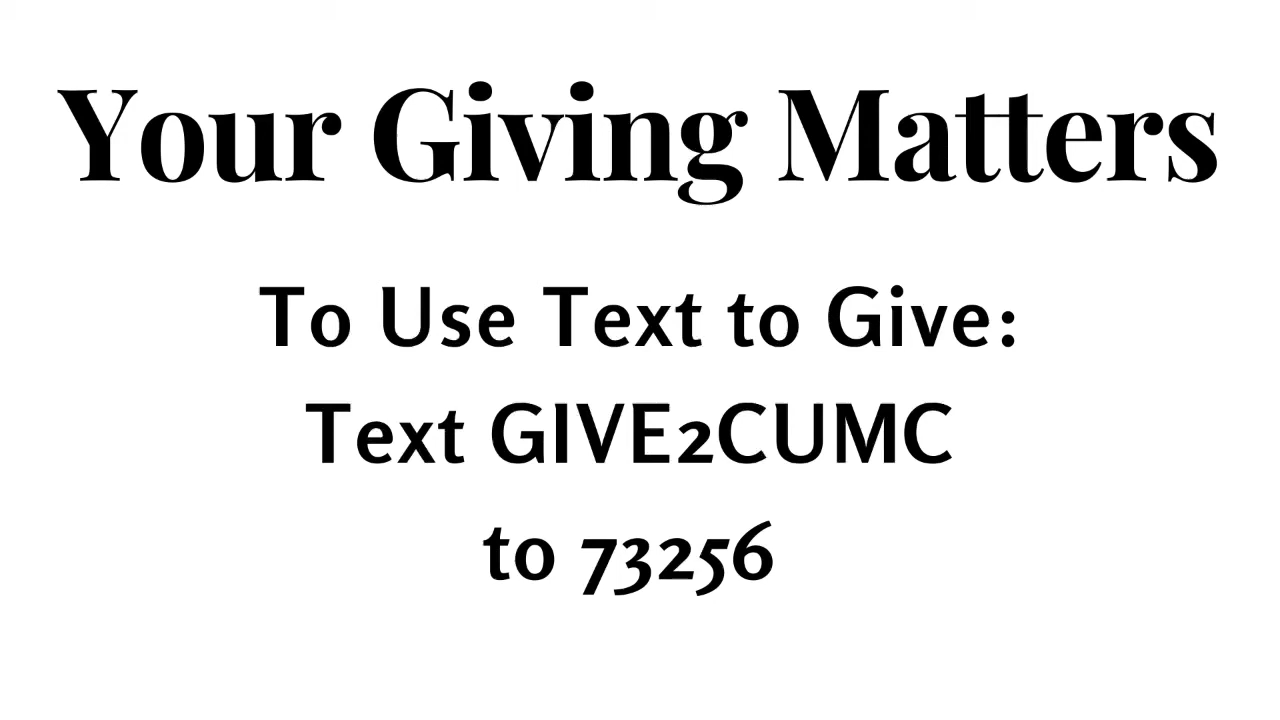 Your Giving Matters
To Use Text to Give:
Text GIVE2CUMC
to 73256